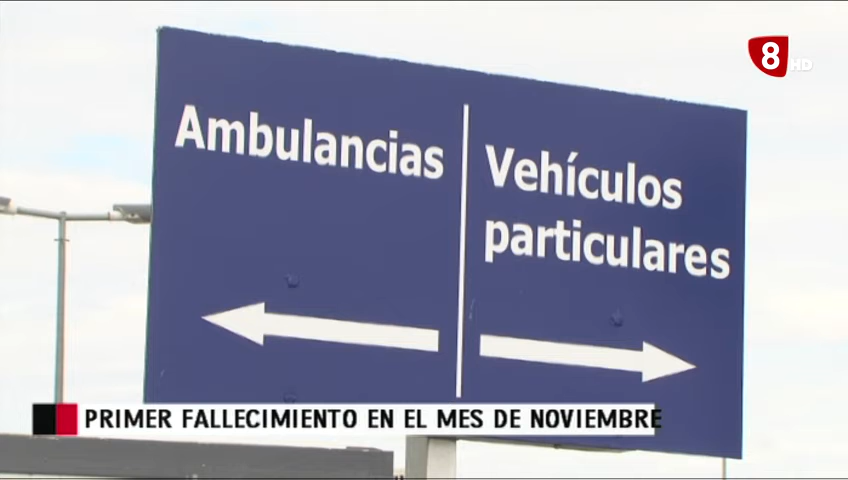 8 HD
Ambulancias
Vehículos
particulares
PRIMER FALLECIMIENTO EN EL MES DE NOVIEMBRE